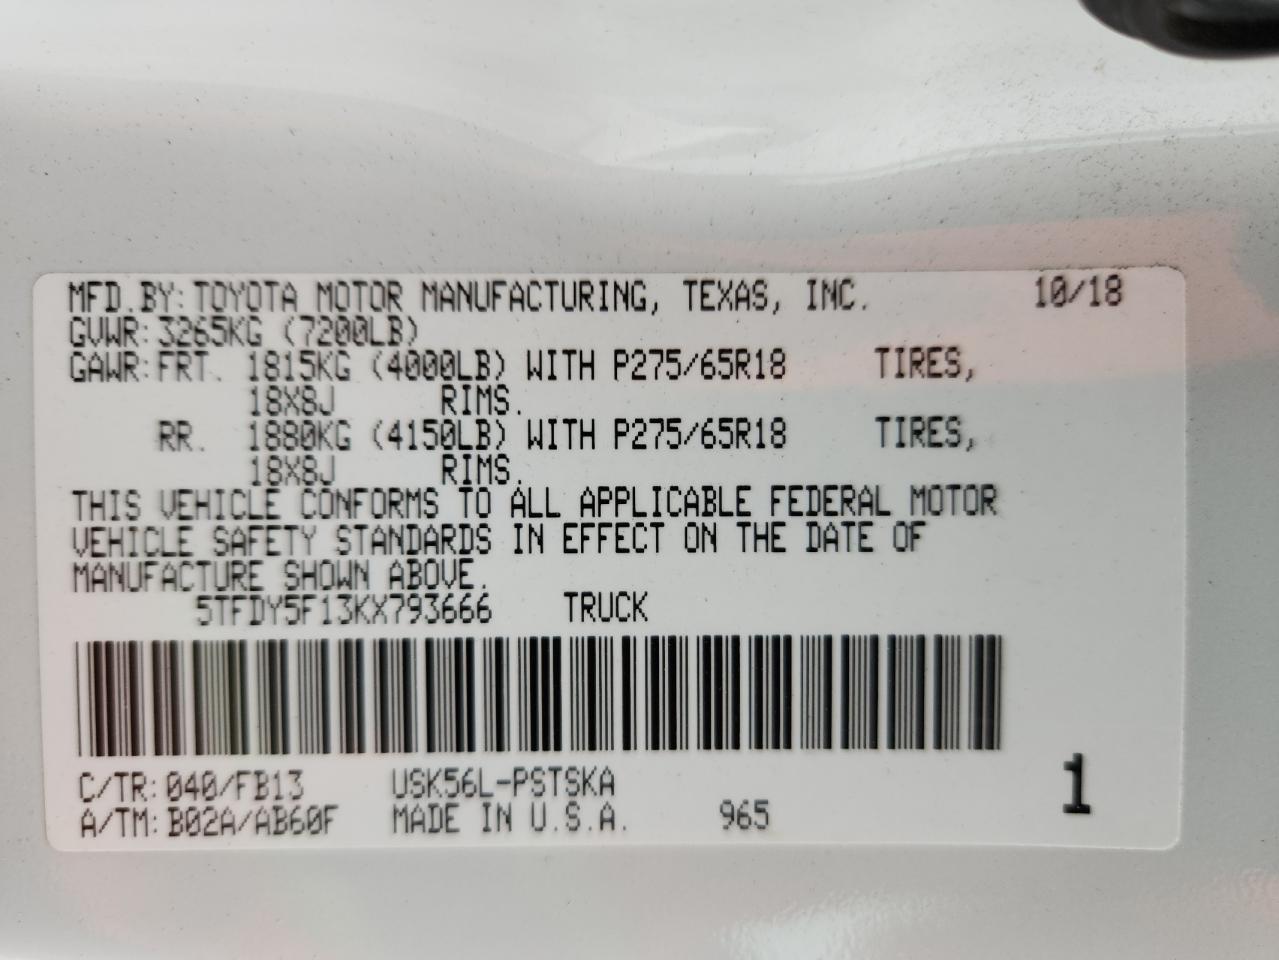 MFD.BY:TOYOTA MOTOR MANUFACTURING, TEXAS, INC. 10/18
GVWR:3265KG (7200LB)
GAWR:FRT. 1815KG (4000LB) WITH P275/65R18 TIRES,
18X8J RIMS.
RR. 1880KG (4150LB) WITH P275/65R18 TIRES,
18X8J RIMS.
THIS VEHICLE CONFORMS TO ALL APPLICABLE FEDERAL MOTOR
VEHICLE SAFETY STANDARDS IN EFFECT ON THE DATE OF
MANUFACTURE SHOWN ABOVE.
5TFDY5F13KX793666 TRUCK
C/TR:040/FB13 USK56L-PSTSKA
A/TM:B02A/AB60F MADE IN U.S.A. 965
1